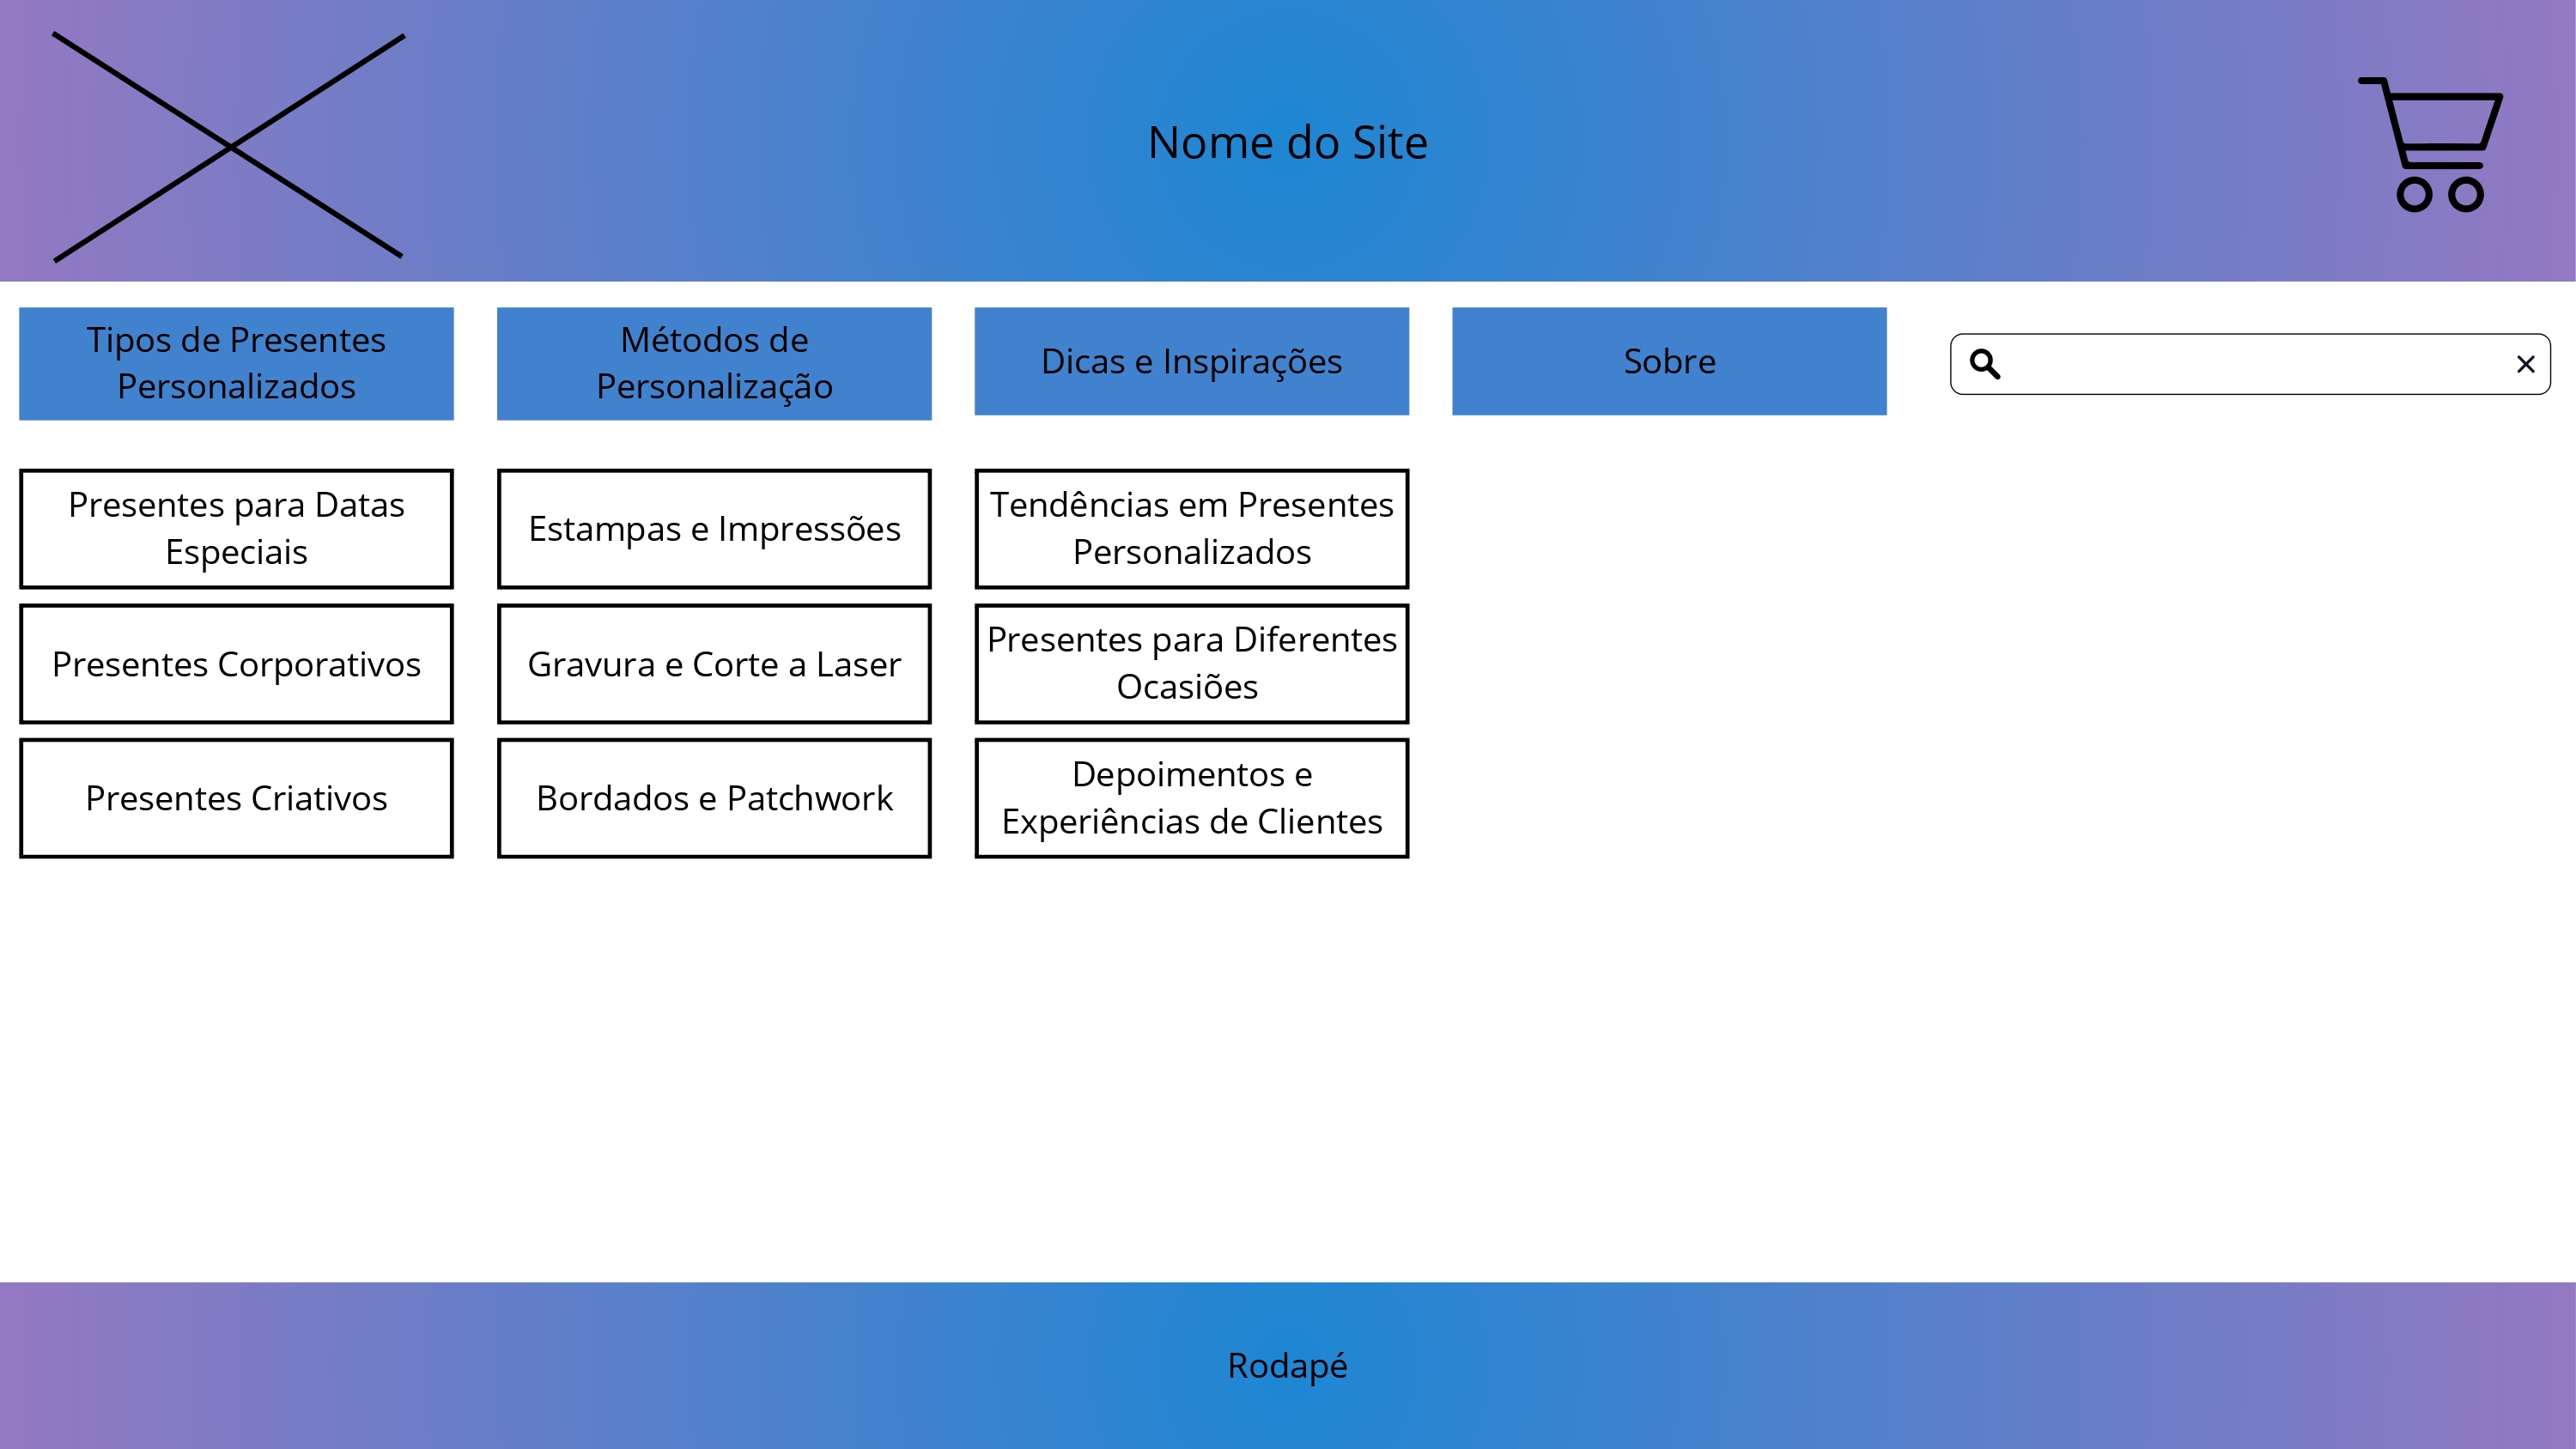 Nome do Site
Tipos de Presentes
Personalizados
Métodos de
Personalização
Dicas e Inspirações
Sobre
Presentes para Datas
Especiais
Estampas e Impressões
Tendências em Presentes
Personalizados
Presentes Corporativos
Gravura e Corte a Laser
Presentes para Diferentes
Ocasiões
Presentes Criativos
Bordados e Patchwork
Depoimentos e
Experiências de Clientes
Rodapé